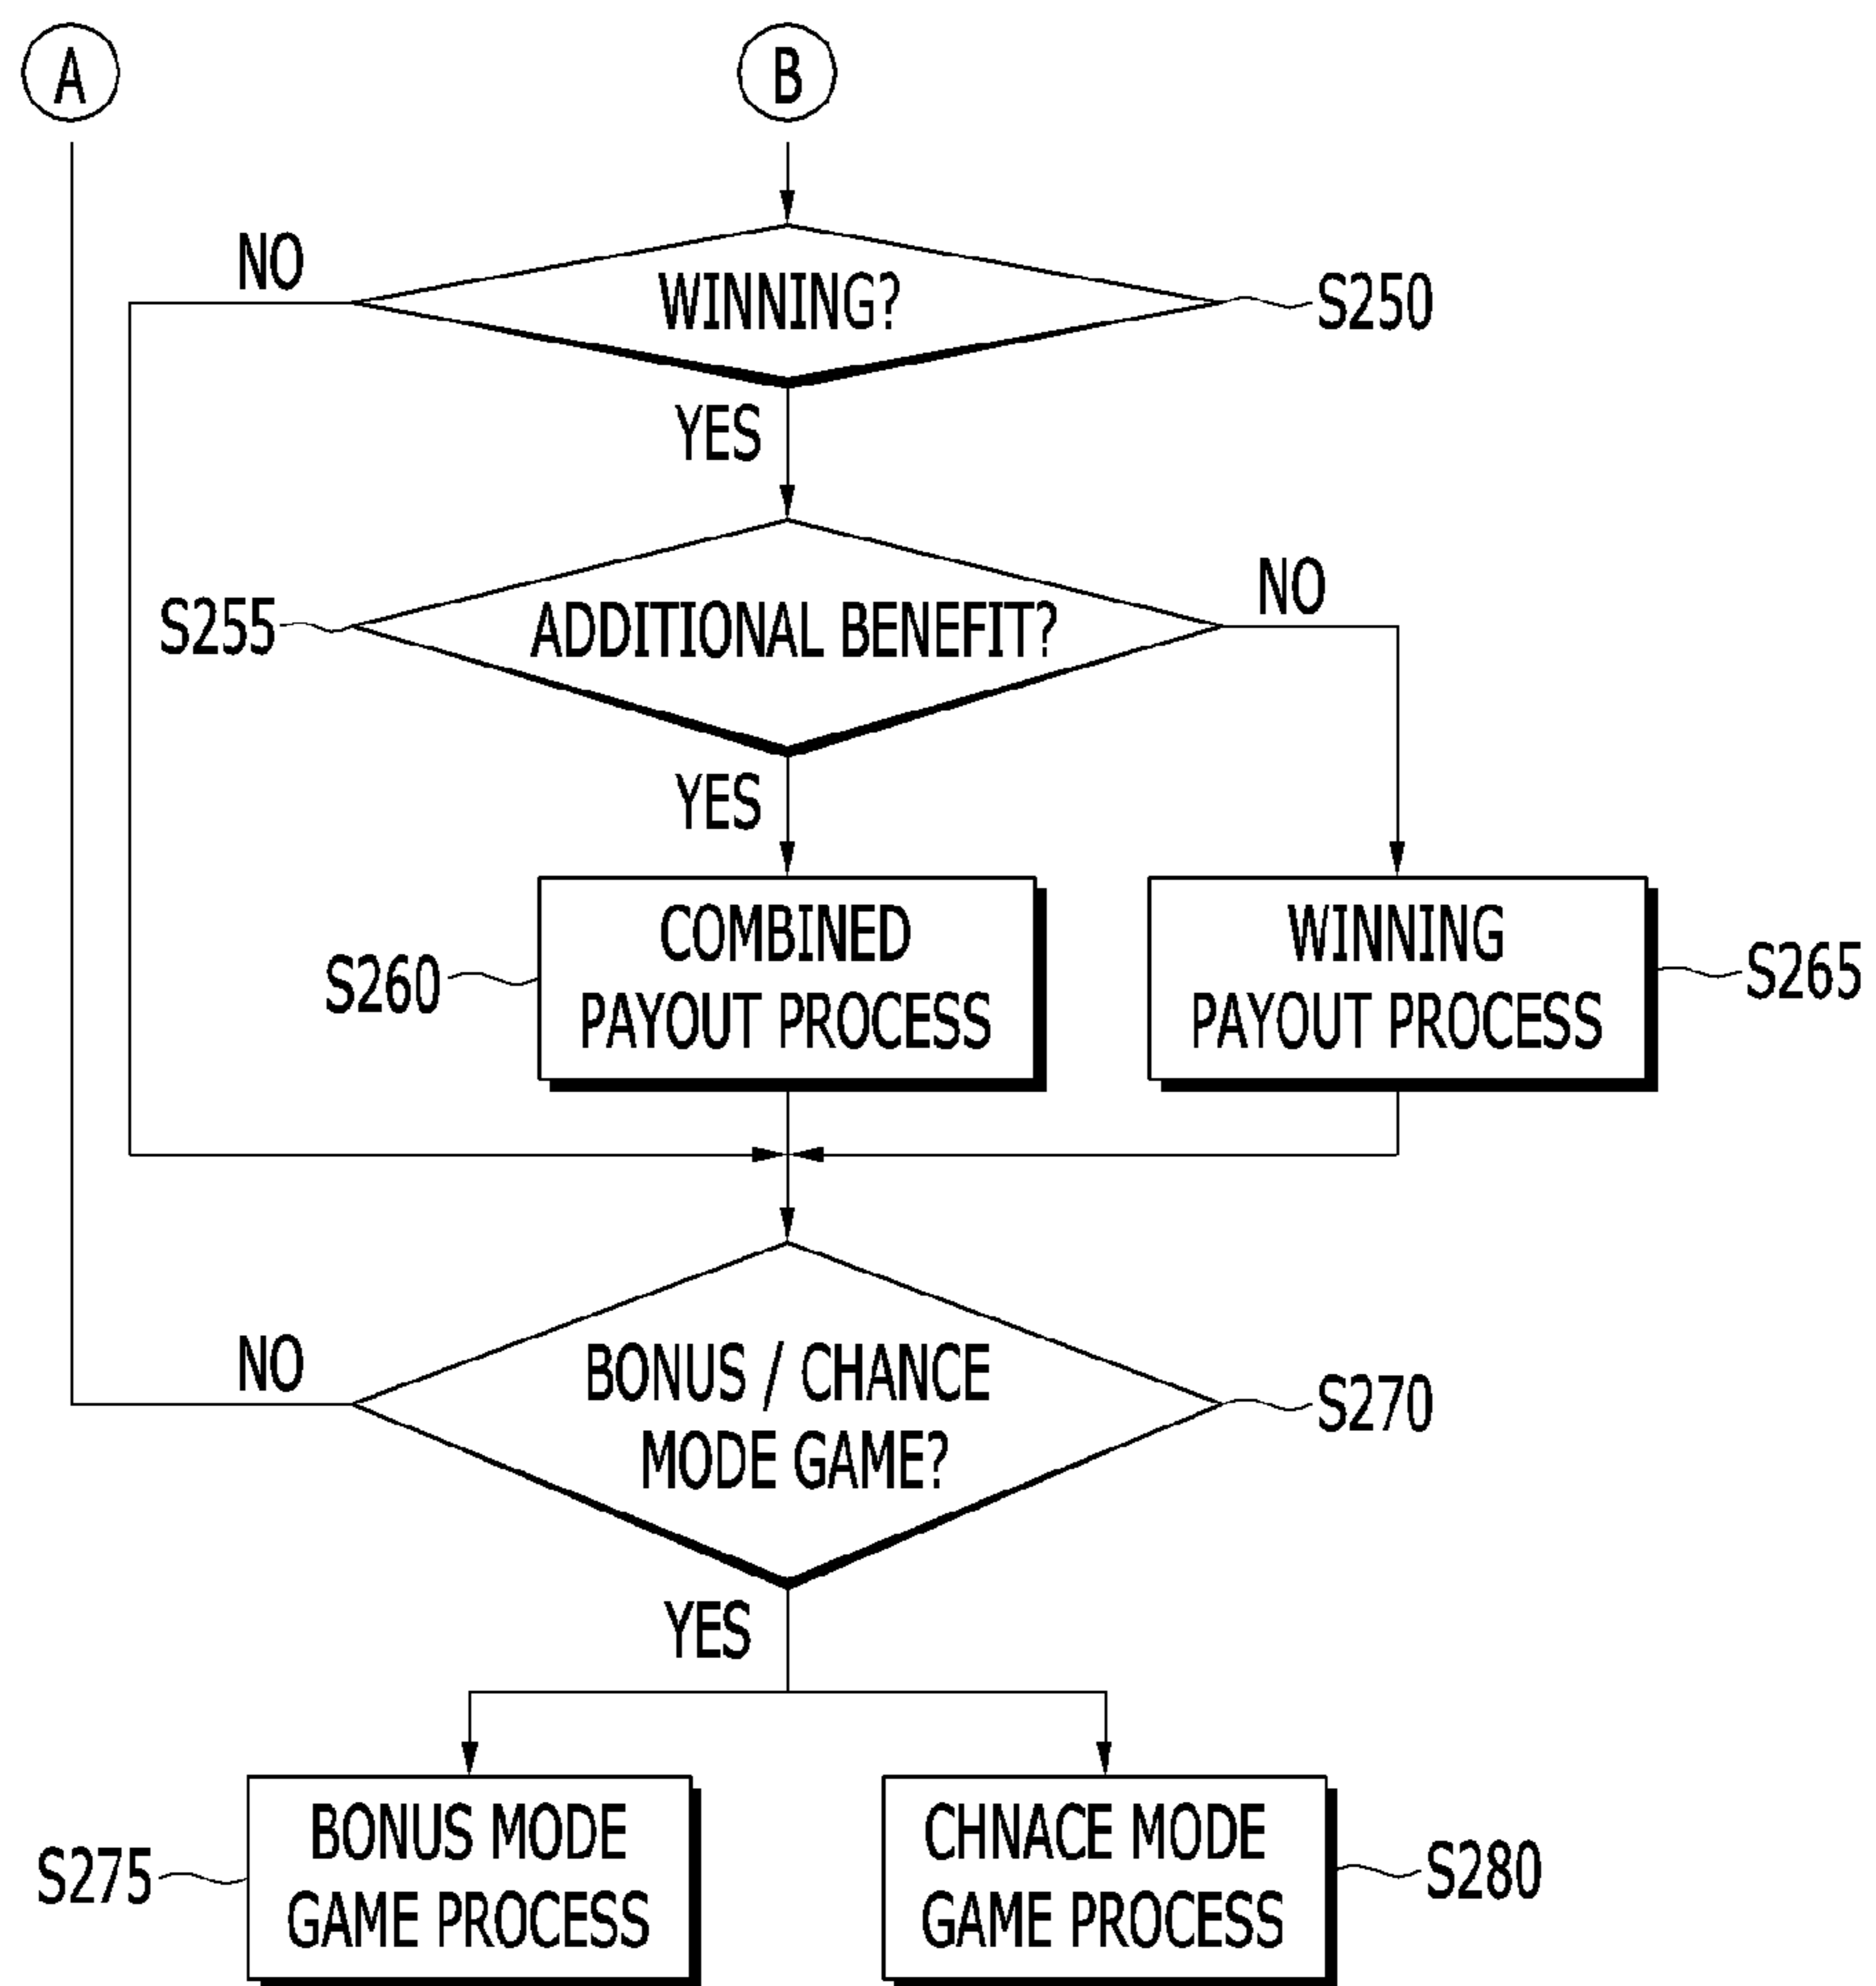 A
B
NO
WINNING?
S250
YES
NO
S255
ADDITIONAL BENEFIT?
YES
COMBINED
PAYOUT PROCESS
S260
WINNING
PAYOUT PROCESS
S265
NO
BONUS / CHANCE
MODE GAME?
S270
YES
BONUS MODE
GAME PROCESS
S275
CHNACE MODE
GAME PROCESS
S280